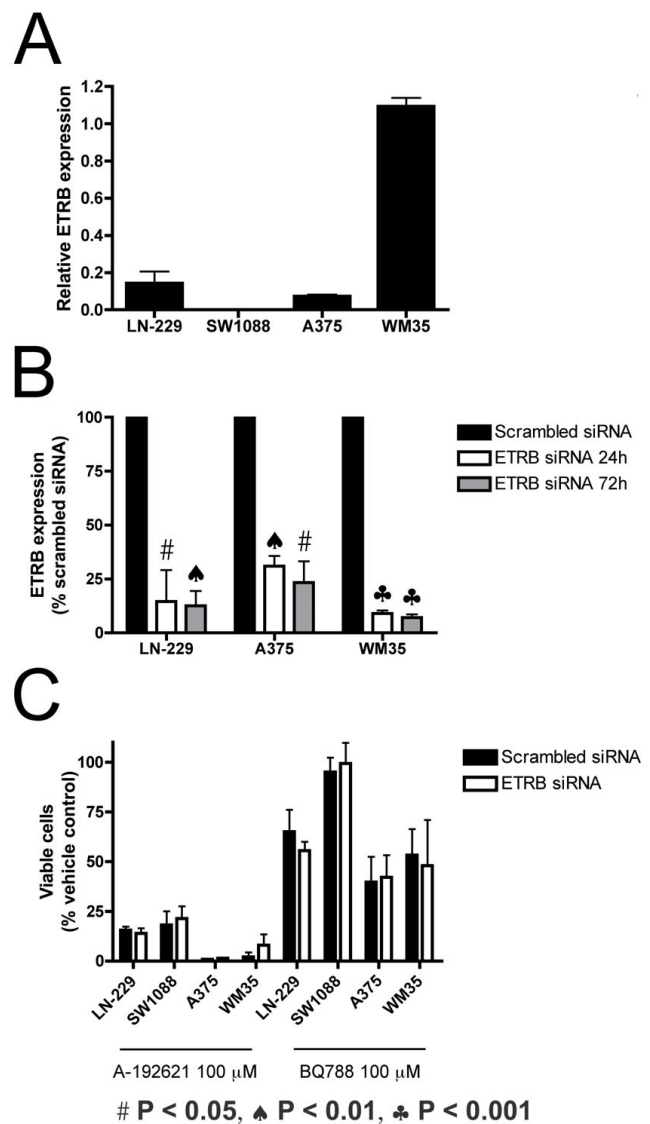 A
Relative ETRB expression
1.2
1.0
0.8
0.6
0.4
0.2
0.0
LN-229 SW1088 A375 WM35
B
ETRB expression
(% scrambled siRNA)
100
75
50
25
0
# ♠ ♠ # ♣ ♣
LN-229 A375 WM35
Scrambled siRNA
ETRB siRNA 24h
ETRB siRNA 72h
C
Viable cells
(% vehicle control)
100
75
50
25
0
LN-229 SW1088 A375 WM35 LN-229 SW1088 A375 WM35
A-192621 100 μM BQ788 100 μM
Scrambled siRNA
ETRB siRNA
# P < 0.05, ♠ P < 0.01, ♣ P < 0.001